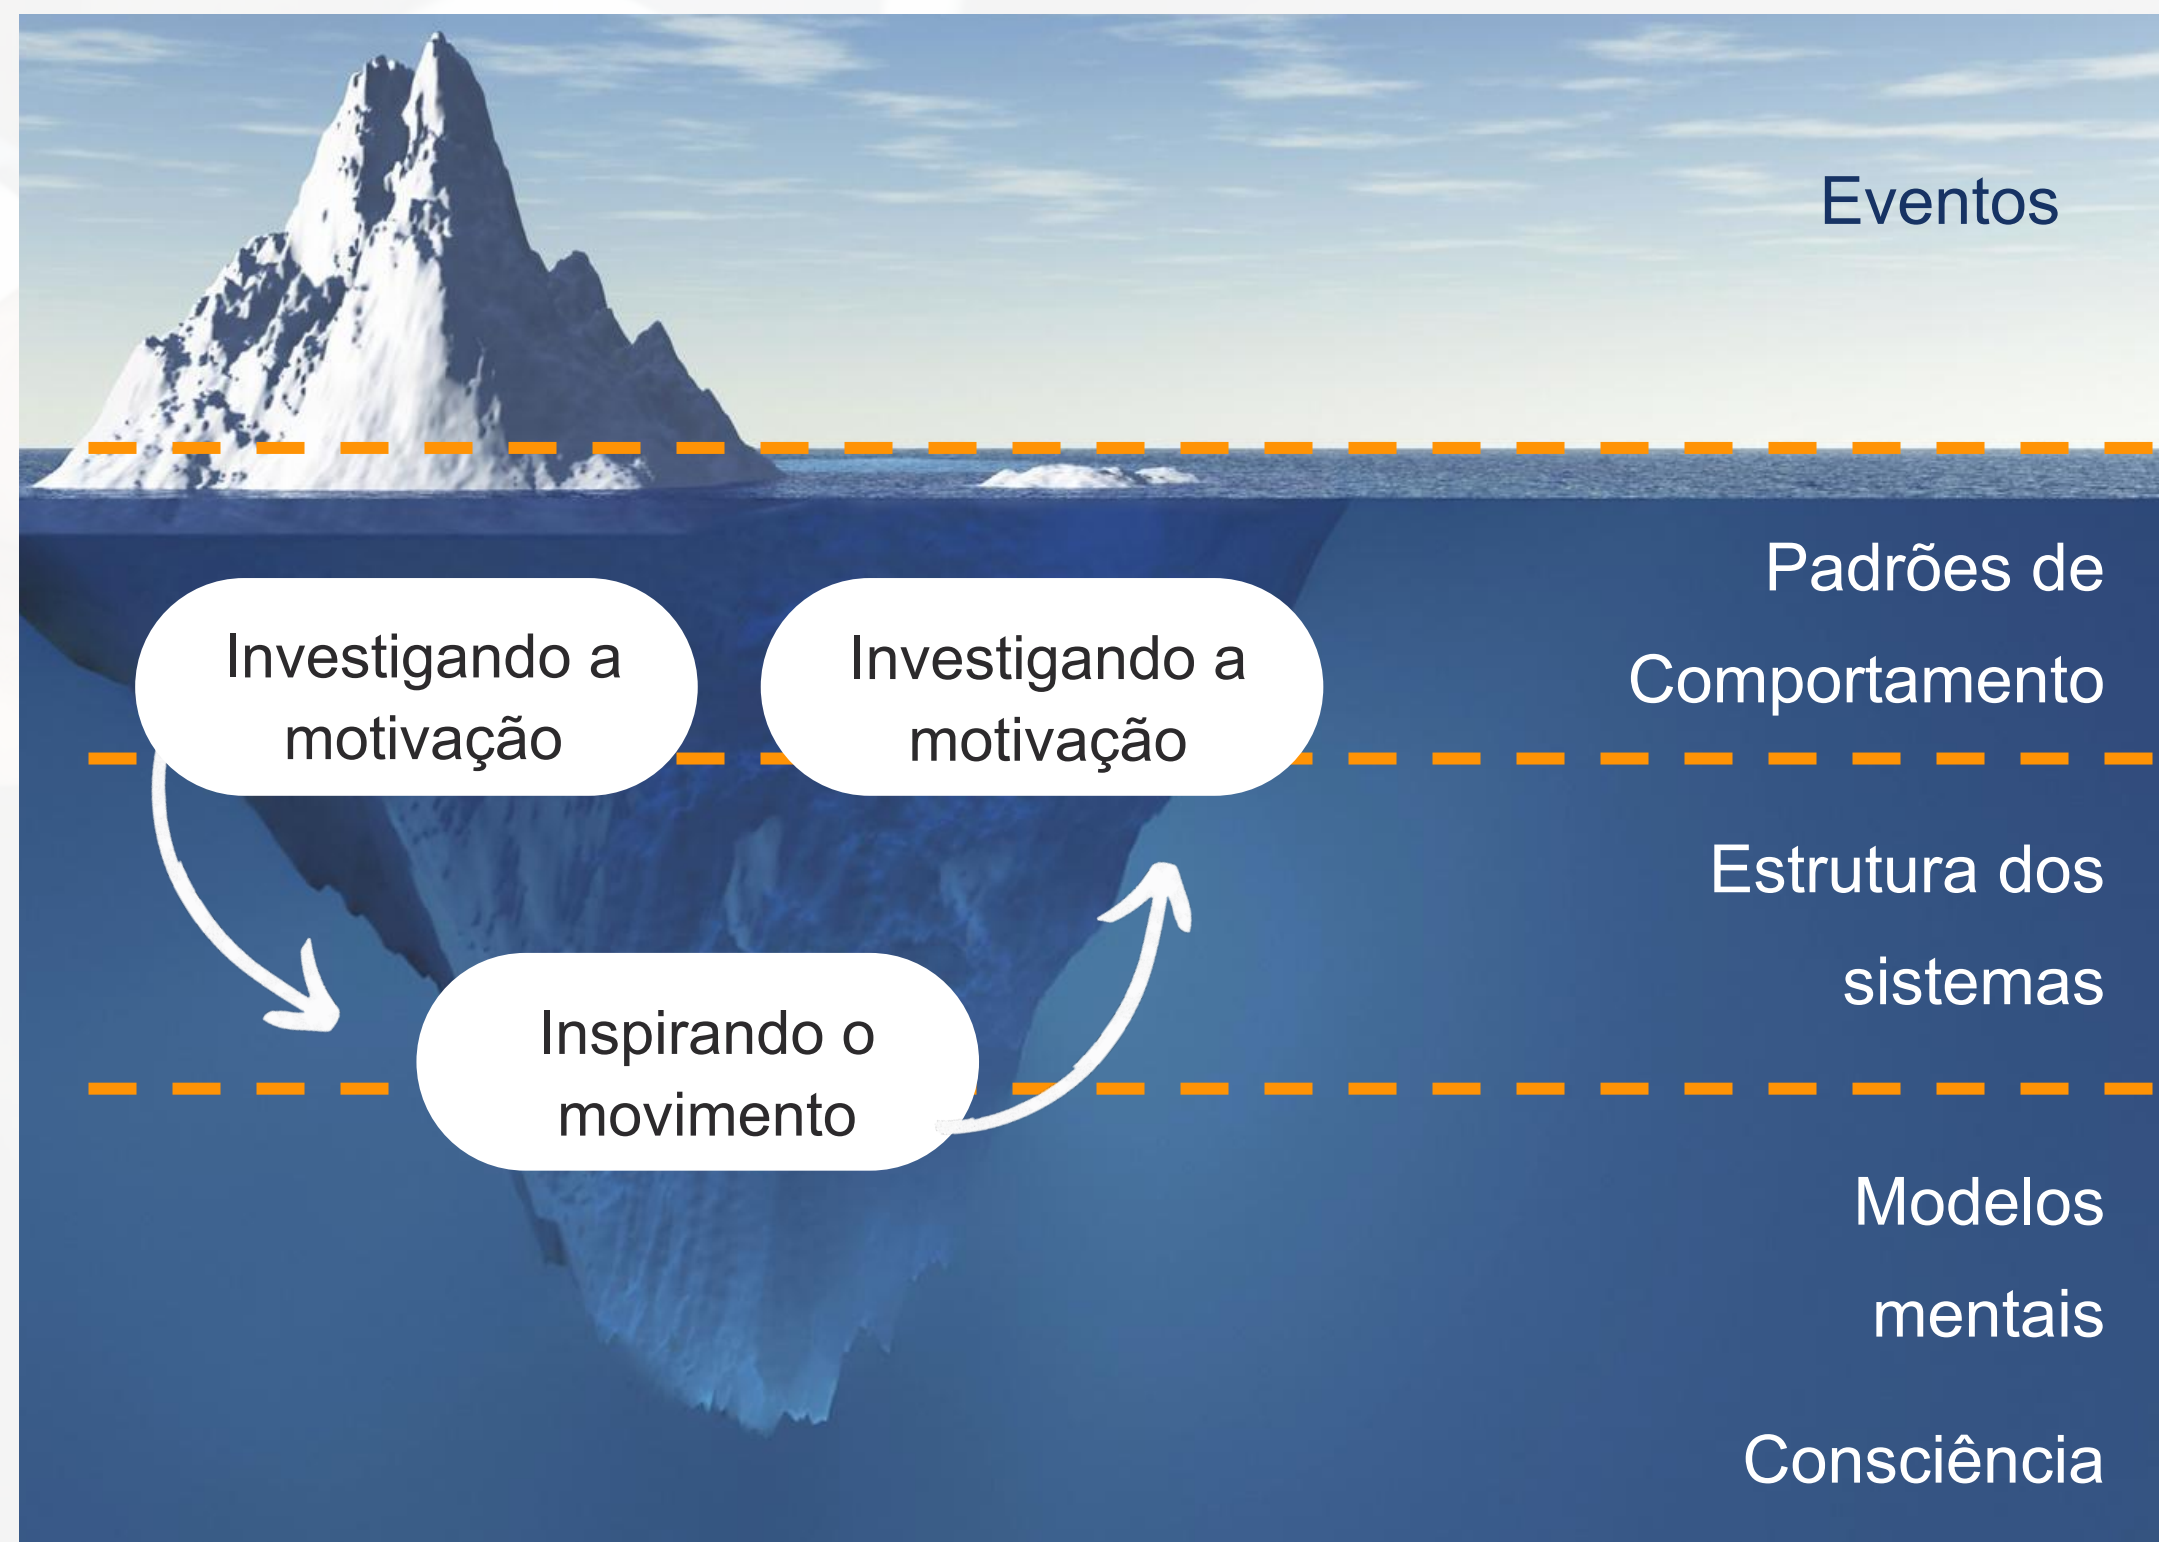 Eventos
Padrões de
Comportamento
Investigando a
motivação
Investigando a
motivação
Estrutura dos
sistemas
Inspirando o
movimento
Modelos
mentais
Consciência